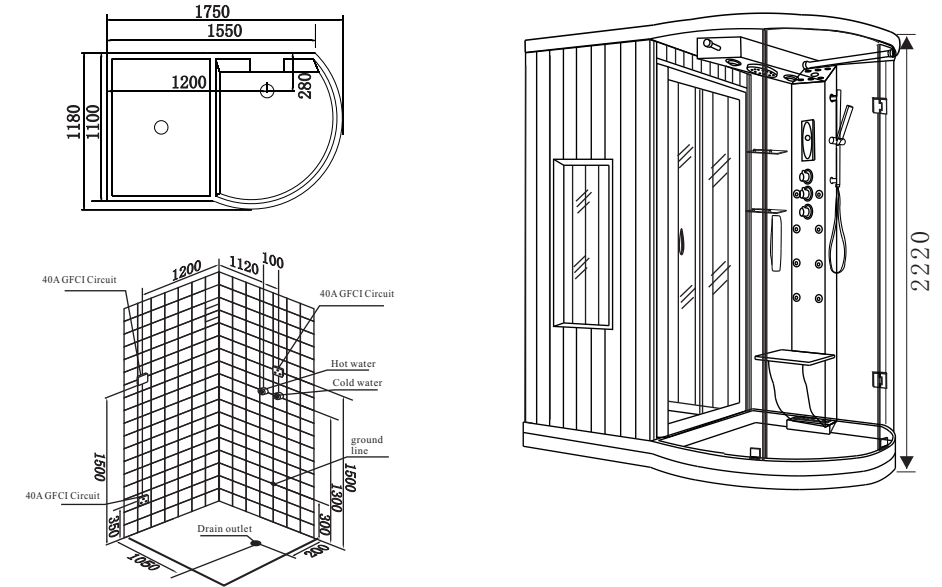 1750
1550
1200
280
1180
1100
1200
1120
100
40A GFCI Circuit
40A GFCI Circuit
Hot water
Cold water
ground
line
1500
1500
1300
40A GFCI Circuit
350
300
Drain outlet
1050
200
2220